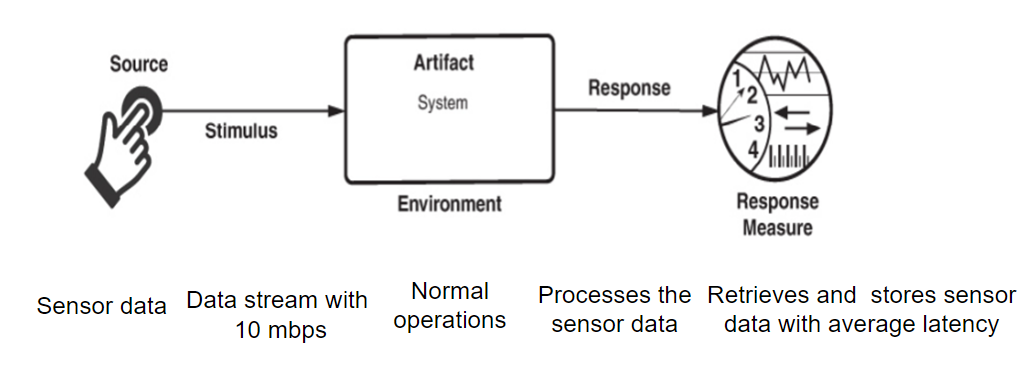 Source
Stimulus
Artifact
System
Environment
Response
1
2
3
4
Response
Measure
Sensor data
Data stream with
10 mbps
Normal
operations
Processes the
sensor data
Retrieves and stores sensor
data with average latency